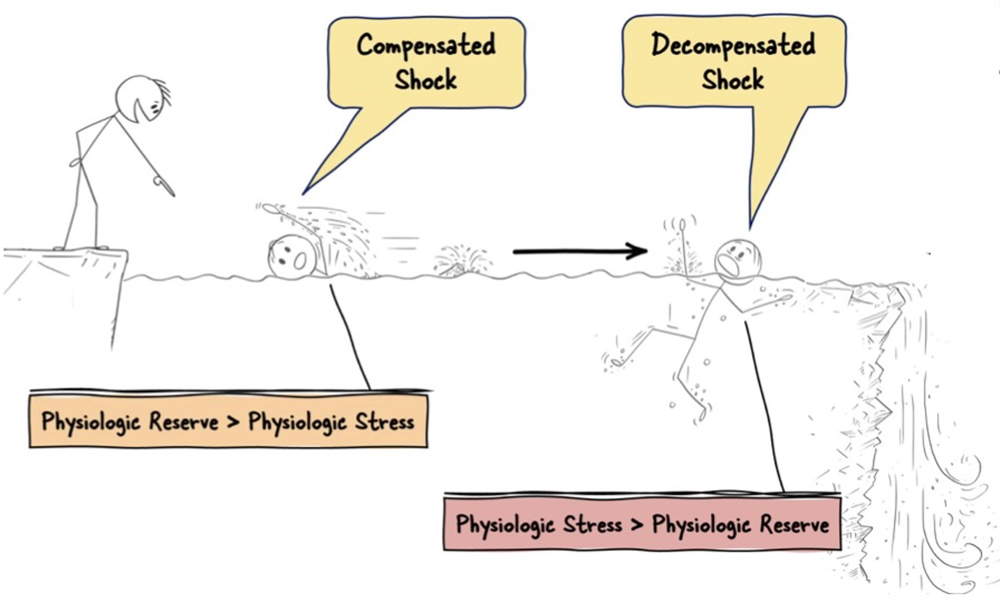 Compensated
Shock
Decompensated
Shock
Physiologic Reserve > Physiologic Stress
Physiologic Stress > Physiologic Reserve